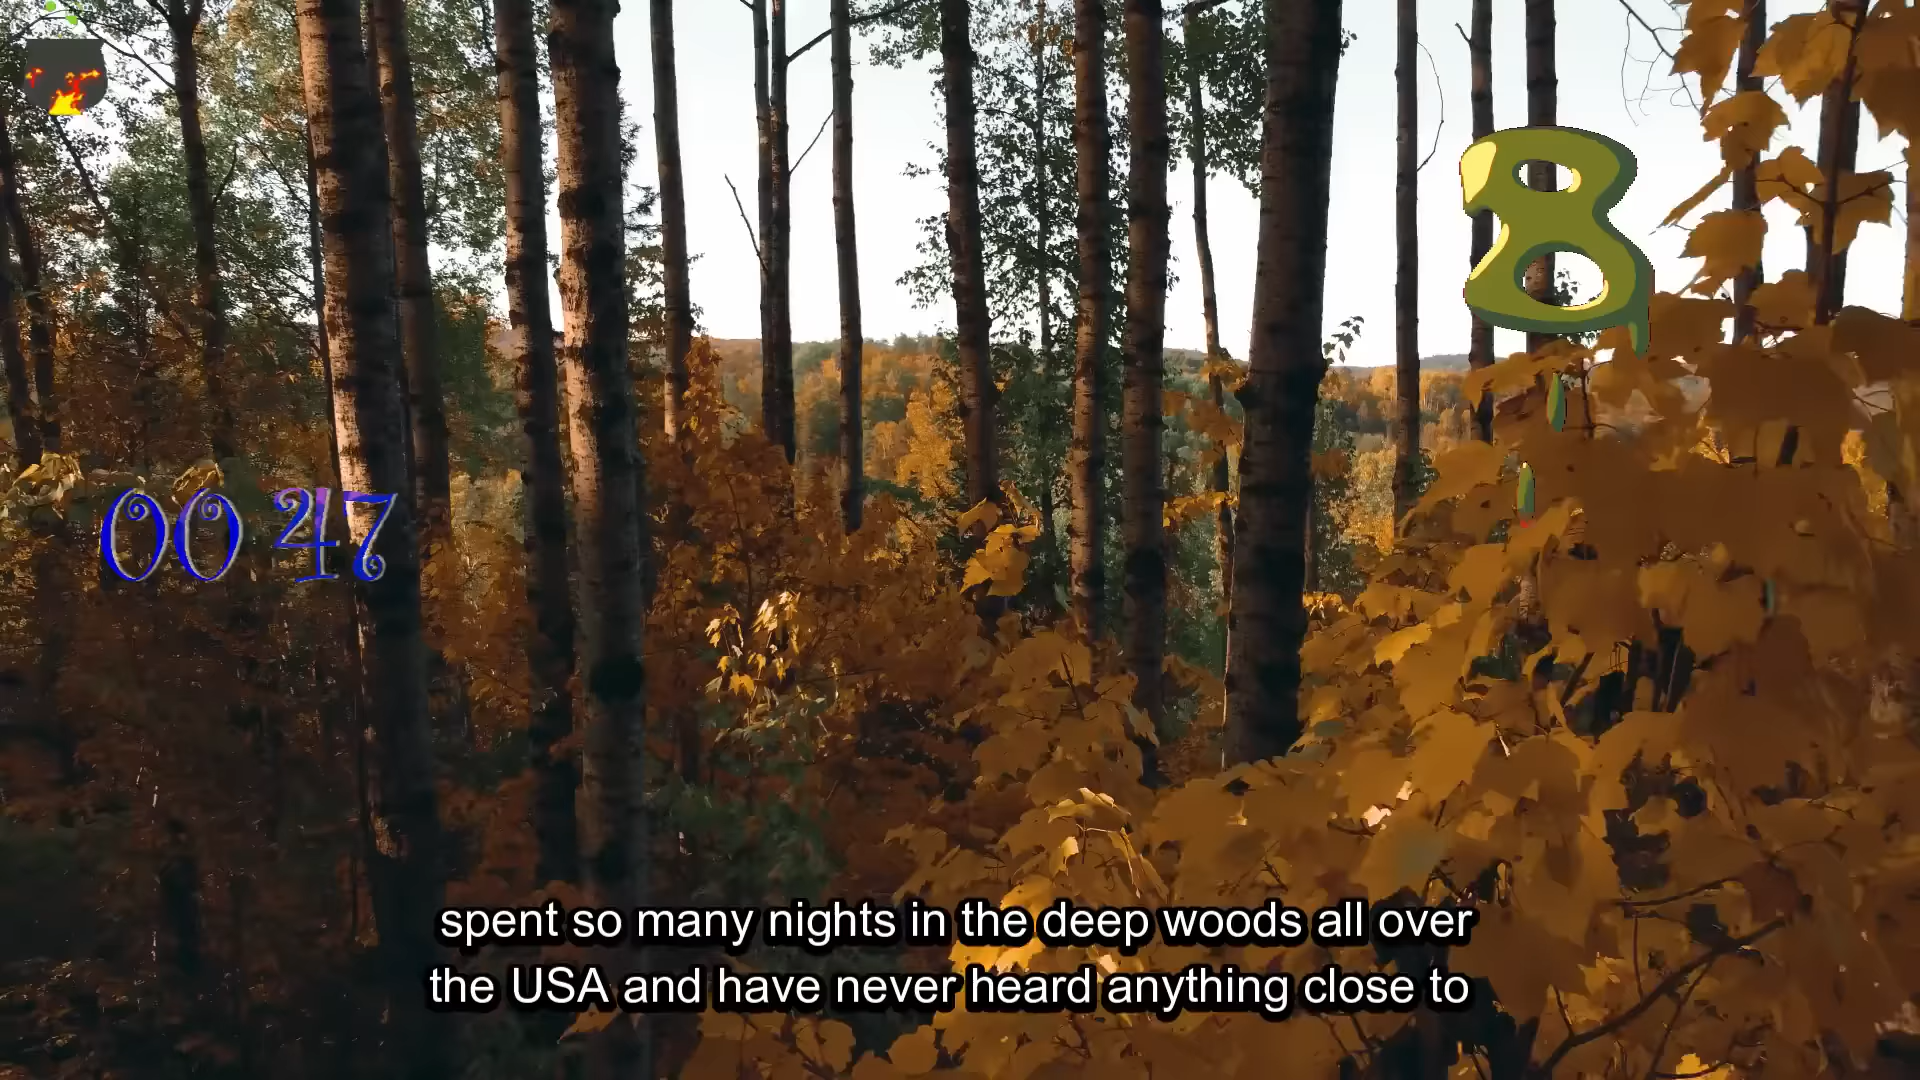 8
00 47
spent so many nights in the deep woods all over
the USA and have never heard anything close to